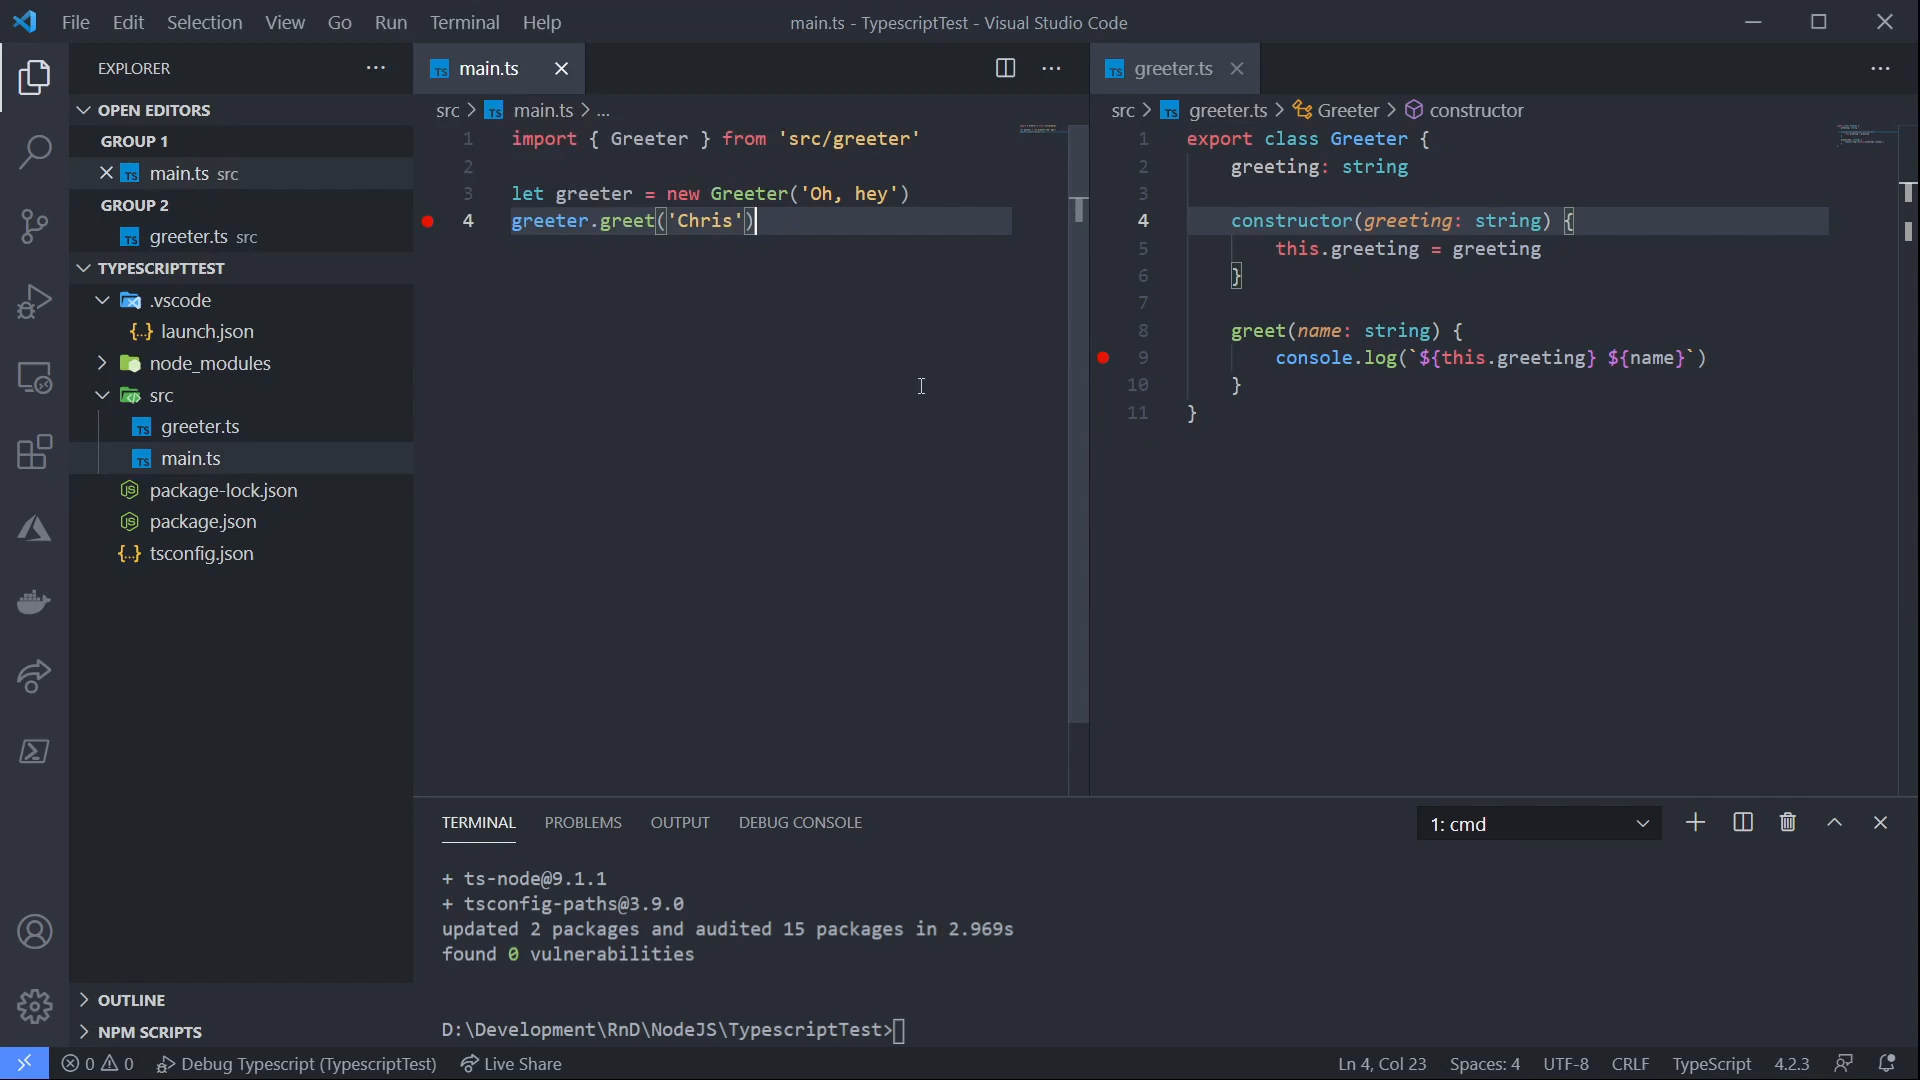 File Edit Selection View Go Run Terminal Help
main.ts - TypescriptTest - Visual Studio Code
EXPLORER
OPEN EDITORS
GROUP 1
main.ts src
GROUP 2
greeter.ts src
TYPESCRIPTTEST
.vscode
launch.json
node_modules
src
greeter.ts
main.ts
package-lock.json
package.json
tsconfig.json
OUTLINE
NPM SCRIPTS
main.ts
src > main.ts > ...
1 import { Greeter } from 'src/greeter'
2
3 let greeter = new Greeter('Oh, hey')
4 greeter.greet('Chris')
greeter.ts
src > greeter.ts > Greeter > constructor
1 export class Greeter {
2 greeting: string
3
4 constructor(greeting: string) {
5 this.greeting = greeting
6 }
7
8 greet(name: string) {
9 console.log(`${this.greeting} ${name}`)
10 }
11 }
TERMINAL PROBLEMS OUTPUT DEBUG CONSOLE
1: cmd
+ ts-node@9.1.1
+ tsconfig-paths@3.9.0
updated 2 packages and audited 15 packages in 2.969s
found 0 vulnerabilities
D:\Development\RnD\NodeJS\TypescriptTest>
0 0 Debug Typescript (TypescriptTest) Live Share
Ln 4, Col 23 Spaces: 4 UTF-8 CRLF TypeScript 4.2.3